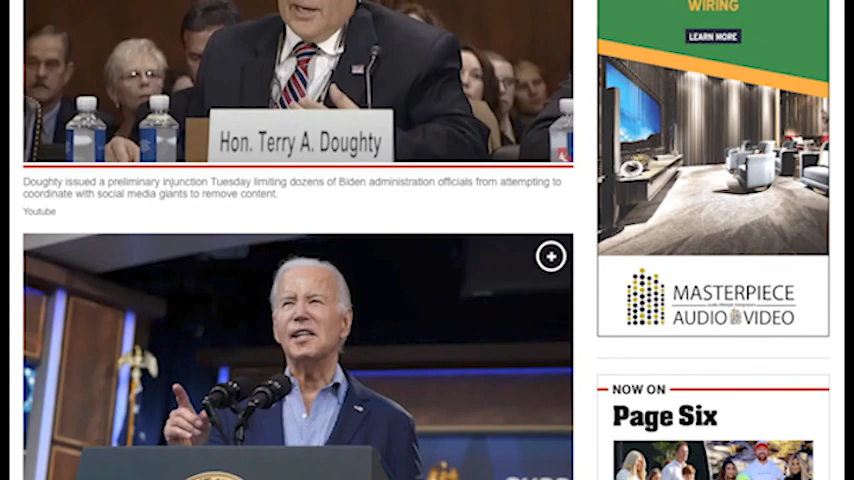 WIRING
LEARN MORE
Hon. Terry A. Doughty
Doughty issued a preliminary injunction Tuesday limiting dozens of Biden administration officials from attempting to
coordinate with social media giants to remove content.
Youtube
MASTERPIECE
AUDIO VIDEO
NOW ON
Page Six